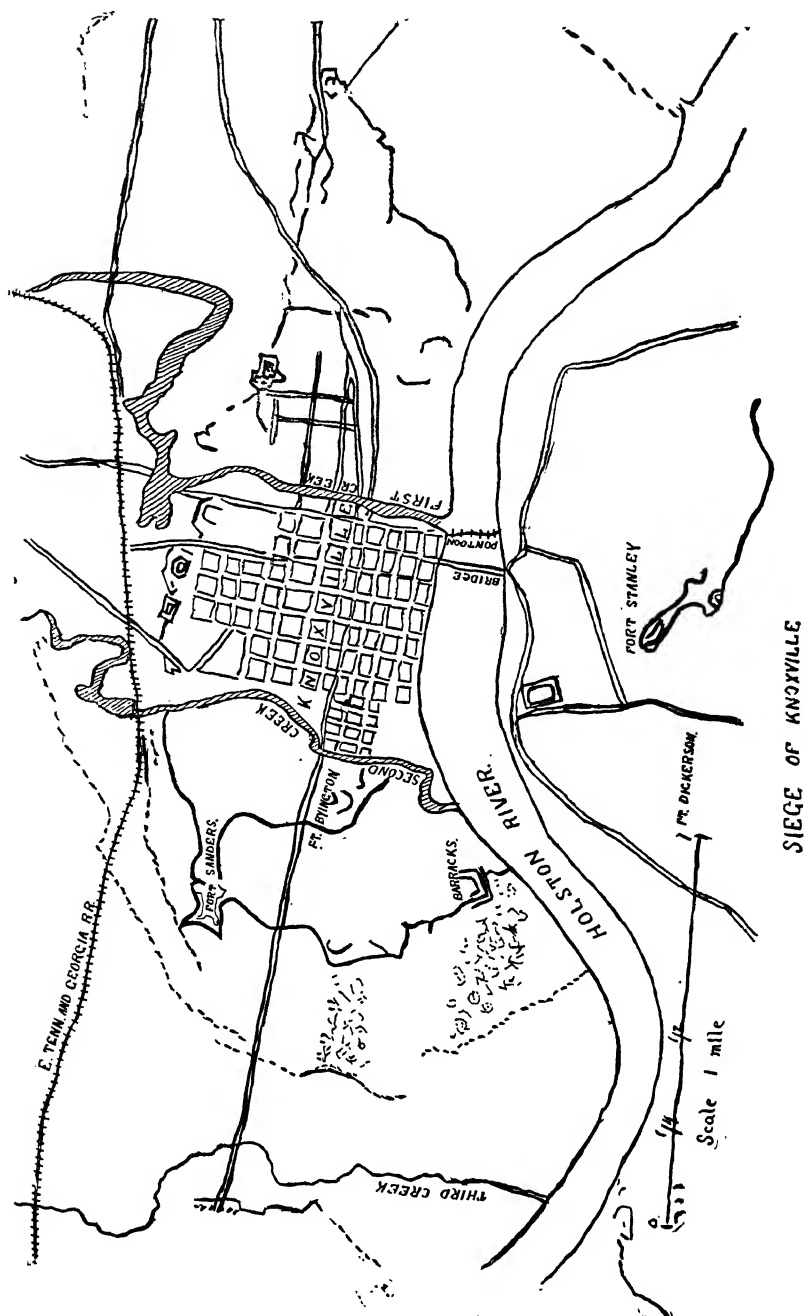 E. TENN. AND GEORGIA R.R.
FORT SANDERS.
FT. BYINGTON
SECOND
CREEK
KNOXVILLE
FIRST
CREEK
PONTOON
BRIDGE
BARRACKS.
HOLSTON RIVER.
THIRD CREEK
FORT STANLEY
FT. DICKERSON.
0 1/4 1/2 1
Scale 1 mile
SIEGE OF KNOXVILLE